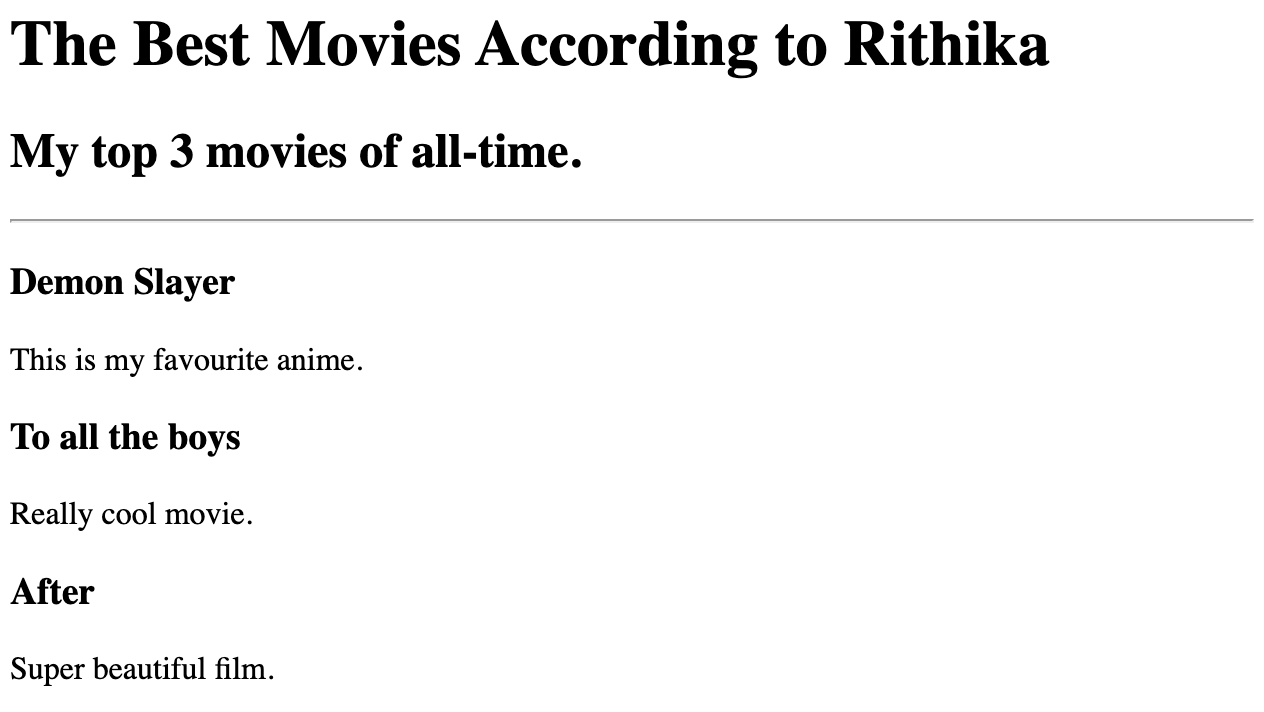 The Best Movies According to Rithika
My top 3 movies of all-time.
Demon Slayer
This is my favourite anime.
To all the boys
Really cool movie.
After
Super beautiful film.